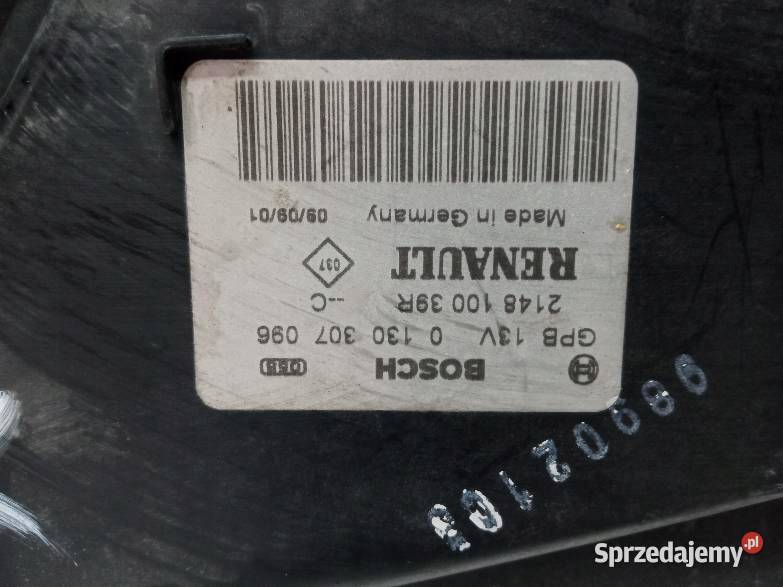 BOSCH
GPB 13V 0 130 307 096
2148 100 39R --C
RENAULT 037
Made in Germany 09/09/01
Sprzedajemy.pl